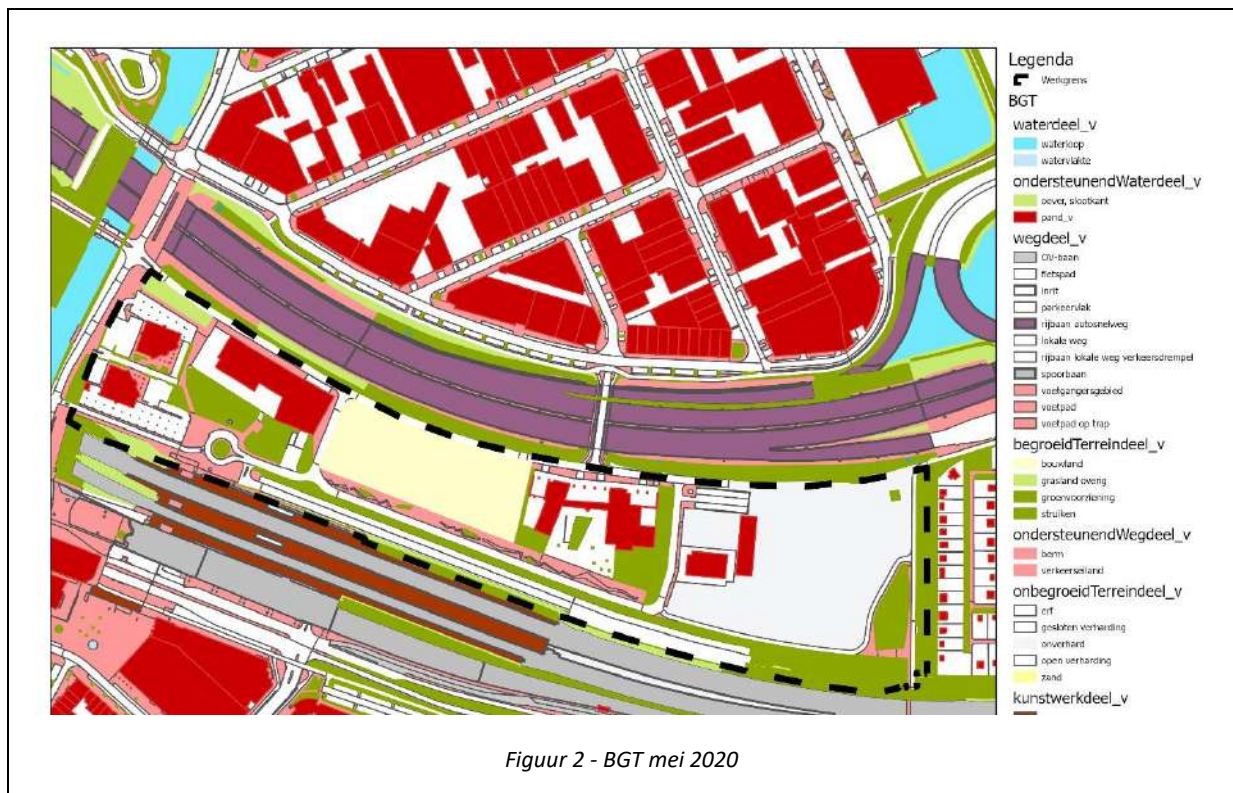 Legenda
Werkgrens
BGT
waterdeel_v
waterloop
watervlakte
ondersteunendWaterdeel_v
oever, slootkant
pand_v
wegdeel_v
OV-baan
fietspad
inrit
parkeervlak
rijbaan autosnelweg
lokale weg
rijbaan lokale weg verkeersdrempel
spoorbaan
voetgangersgebied
voetpad
voetpad op trap
begroeidTerreindeel_v
bouwland
grasland overig
groenvoorziening
struiken
ondersteunendWegdeel_v
berm
verkeerseiland
onbegroeidTerreindeel_v
erf
gesloten verharding
onverhard
open verharding
zand
kunstwerkdeel_v
Figuur 2 - BGT mei 2020